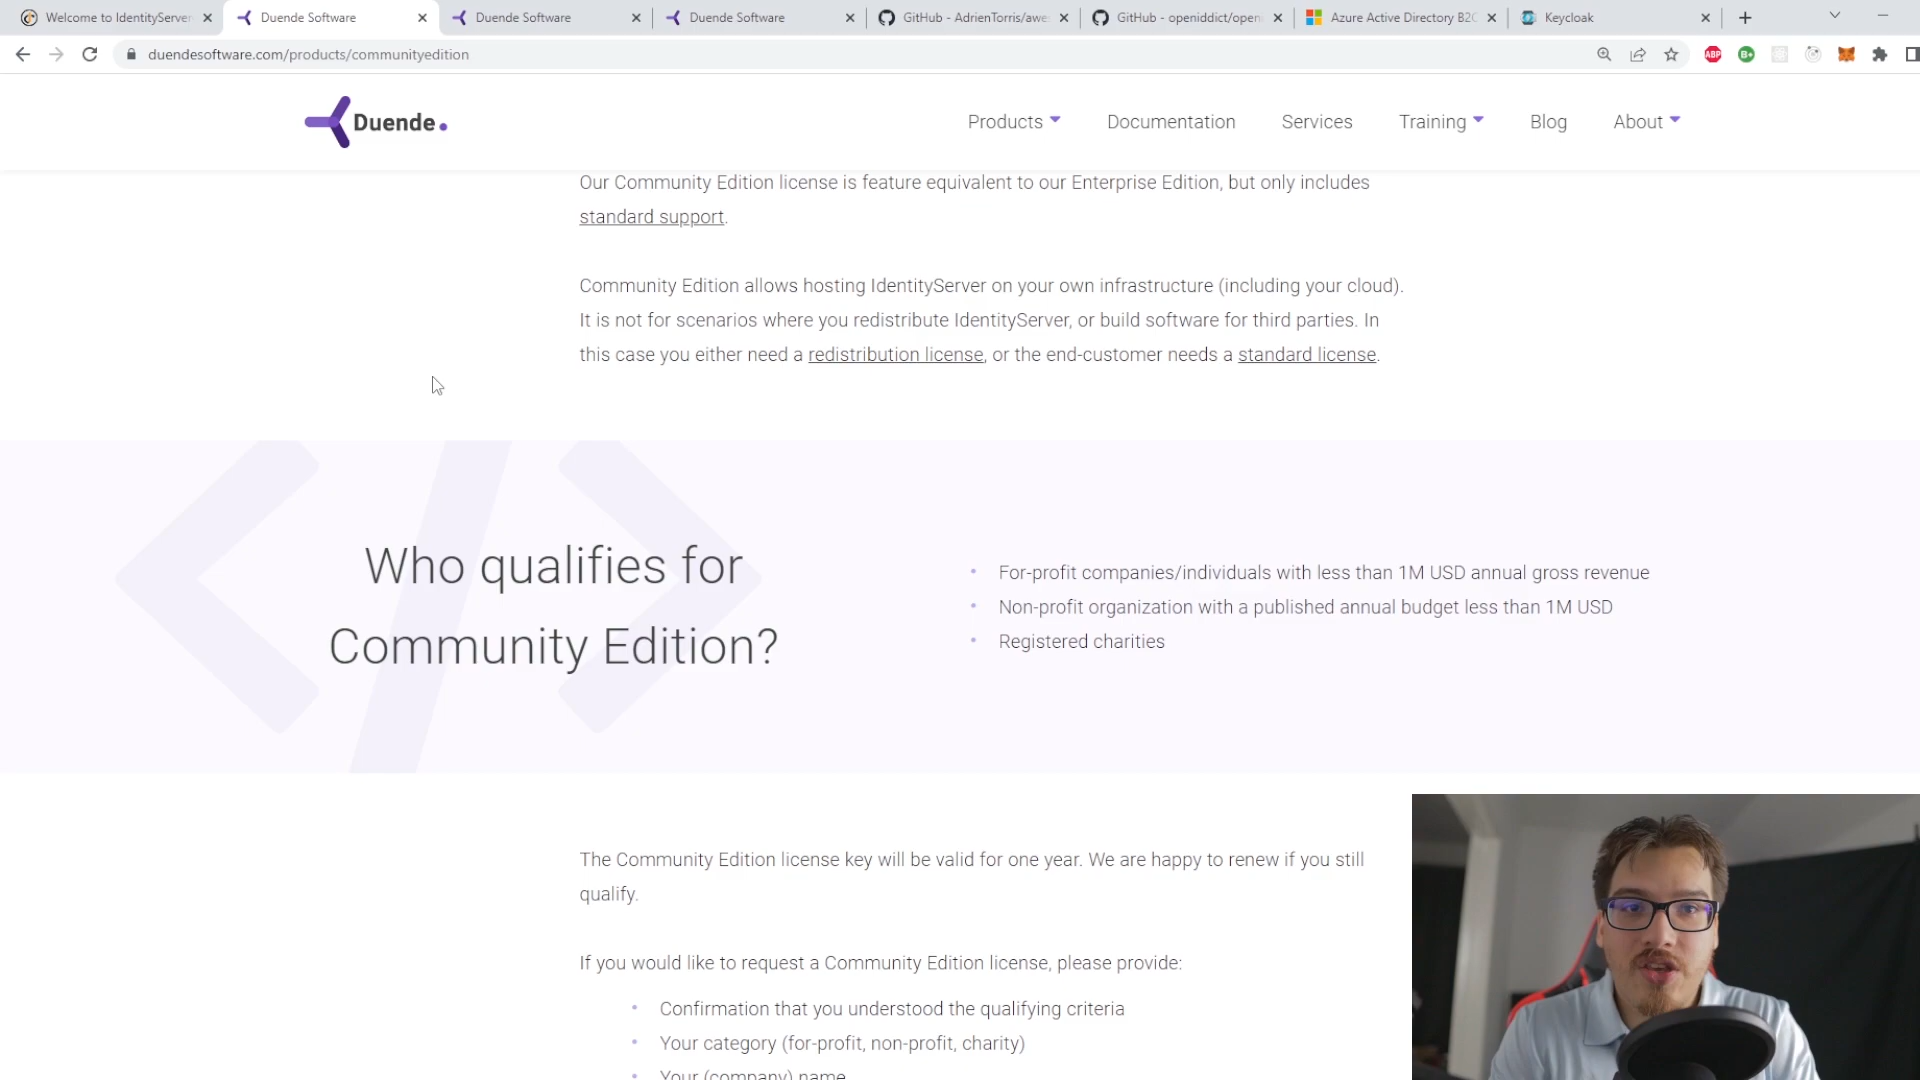 Welcome to IdentityServer
Duende Software
Duende Software
Duende Software
GitHub - AdrienTorris/awe
GitHub - openiddict/open
Azure Active Directory B2C
Keycloak
duendesoftware.com/products/communityedition
ABP
B+
Duende
Products
Documentation
Services
Training
Blog
About
Our Community Edition license is feature equivalent to our Enterprise Edition, but only includes
standard support.
Community Edition allows hosting IdentityServer on your own infrastructure (including your cloud).
It is not for scenarios where you redistribute IdentityServer, or build software for third parties. In
this case you either need a redistribution license, or the end-customer needs a standard license.
Who qualifies for
Community Edition?
• For-profit companies/individuals with less than 1M USD annual gross revenue
• Non-profit organization with a published annual budget less than 1M USD
• Registered charities
The Community Edition license key will be valid for one year. We are happy to renew if you still
qualify.
If you would like to request a Community Edition license, please provide:
• Confirmation that you understood the qualifying criteria
• Your category (for-profit, non-profit, charity)
• Your (company) name